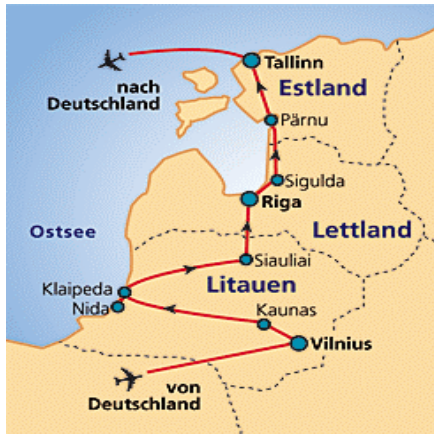 Tallinn
nach
Deutschland
Estland
Pärnu
Sigulda
Riga
Ostsee
Lettland
Siauliai
Klaipeda
Litauen
Nida
Kaunas
Vilnius
von
Deutschland